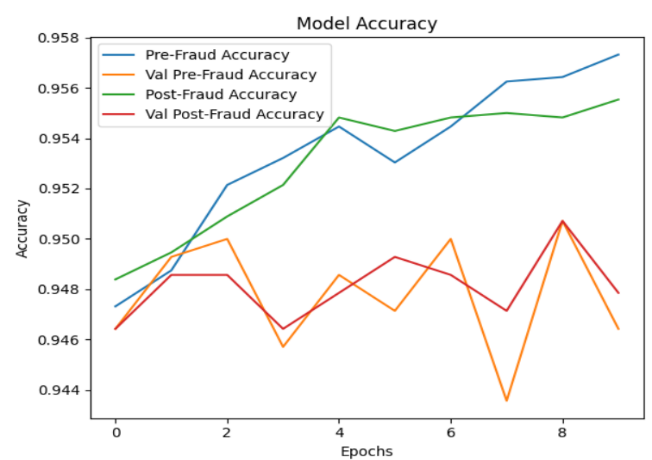 Model Accuracy
0.958
0.956
0.954
0.952
0.950
0.948
0.946
0.944
Accuracy
Pre-Fraud Accuracy
Val Pre-Fraud Accuracy
Post-Fraud Accuracy
Val Post-Fraud Accuracy
0 2 4 6 8
Epochs